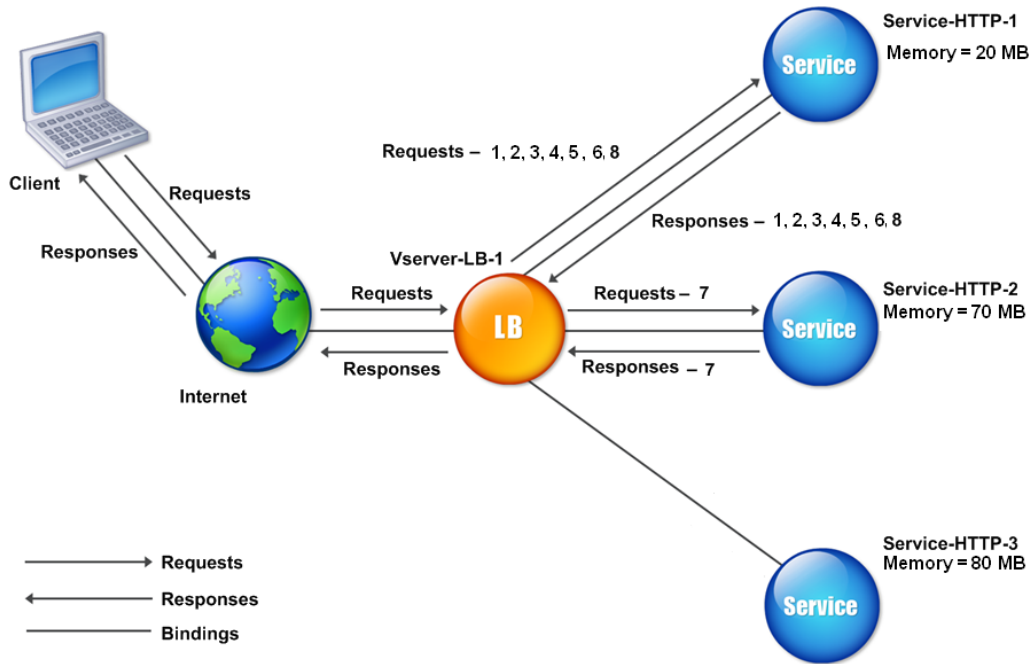 Service-HTTP-1
Memory = 20 MB
Service
Requests – 1, 2, 3, 4, 5 , 6, 8
Client
Requests
Responses
Responses – 1, 2, 3, 4, 5 , 6, 8
Vserver-LB-1
Service-HTTP-2
Memory = 70 MB
Requests
Requests – 7
LB
Service
Responses
Responses – 7
Internet
Service-HTTP-3
Memory = 80 MB
Requests
Responses
Service
Bindings